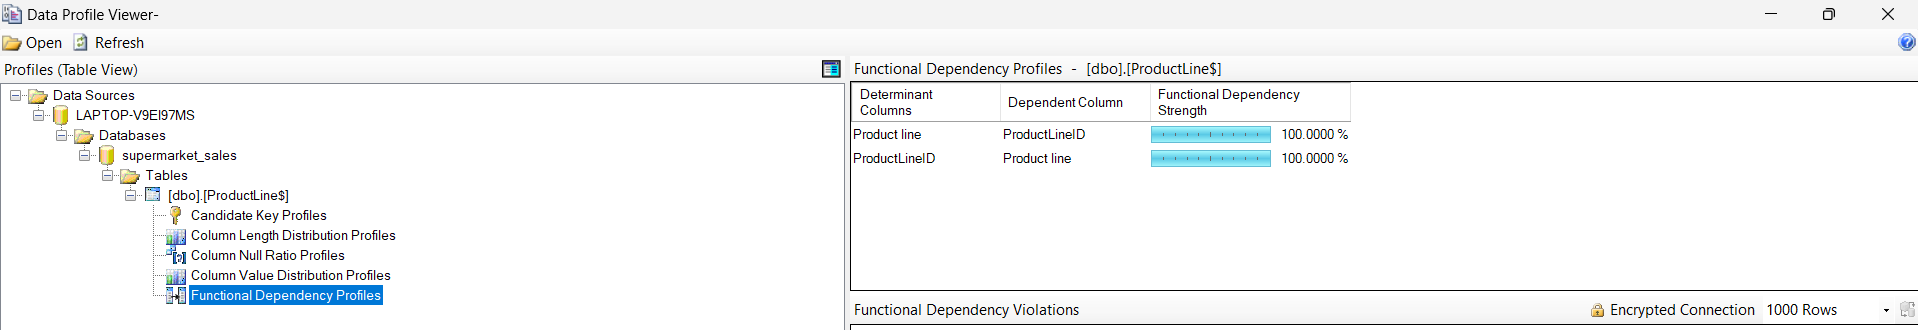 Data Profile Viewer-
Open Refresh
Profiles (Table View)
Data Sources
LAPTOP-V9EI97MS
Databases
supermarket_sales
Tables
[dbo].[ProductLine$]
Candidate Key Profiles
Column Length Distribution Profiles
Column Null Ratio Profiles
Column Value Distribution Profiles
Functional Dependency Profiles
Functional Dependency Profiles - [dbo].[ProductLine$]
Determinant Columns Dependent Column Functional Dependency Strength
Product line ProductLineID 100.0000 %
ProductLineID Product line 100.0000 %
Functional Dependency Violations Encrypted Connection 1000 Rows